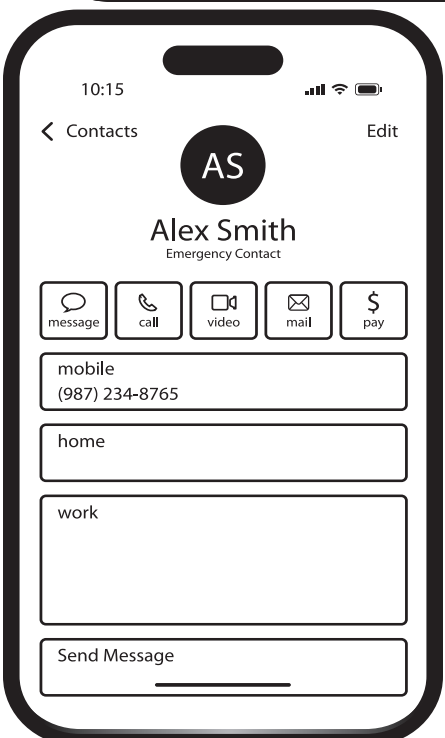 10:15
Contacts
Edit
AS
Alex Smith
Emergency Contact
message call video mail $ pay
mobile
(987) 234-8765
home
work
Send Message